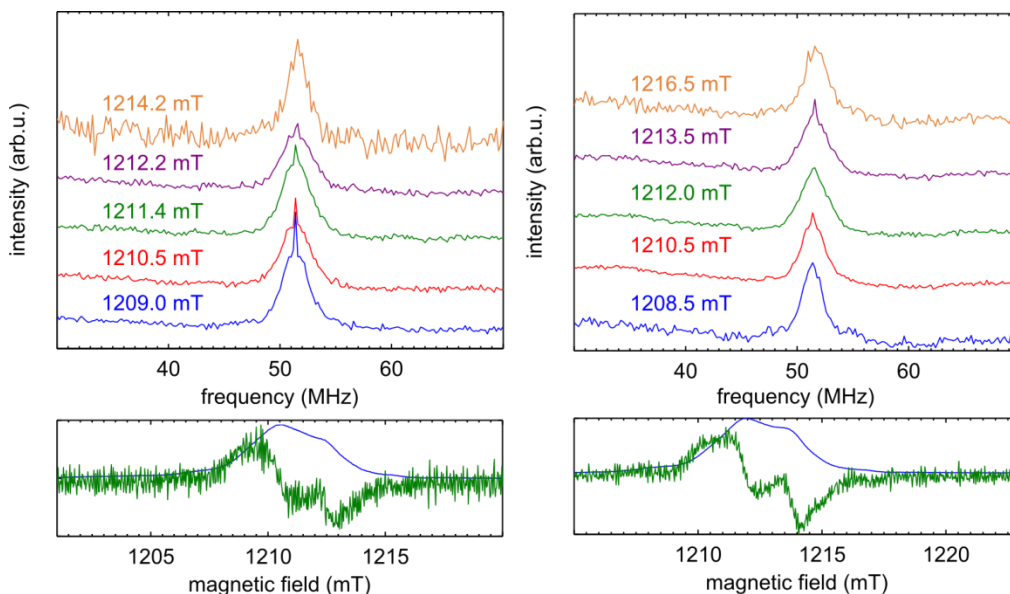 intensity (arb.u.)
1214.2 mT
1212.2 mT
1211.4 mT
1210.5 mT
1209.0 mT
40
50
60
frequency (MHz)
1205
1210
1215
magnetic field (mT)
intensity (arb.u.)
1216.5 mT
1213.5 mT
1212.0 mT
1210.5 mT
1208.5 mT
40
50
60
frequency (MHz)
1210
1215
1220
magnetic field (mT)